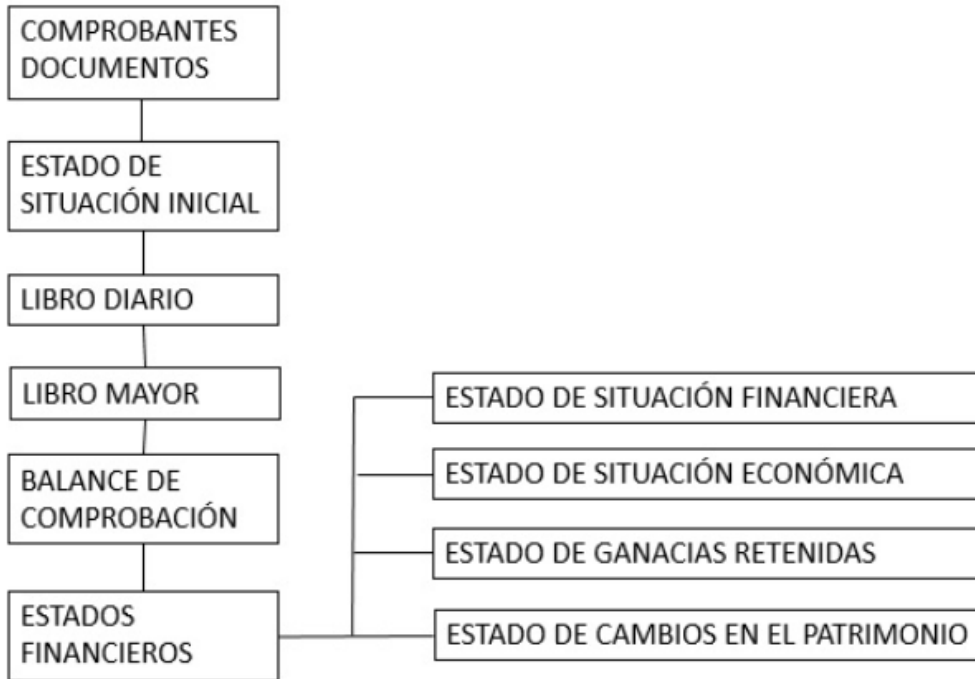 COMPROBANTES
DOCUMENTOS
ESTADO DE
SITUACIÓN INICIAL
LIBRO DIARIO
LIBRO MAYOR
BALANCE DE
COMPROBACIÓN
ESTADOS
FINANCIEROS
ESTADO DE SITUACIÓN FINANCIERA
ESTADO DE SITUACIÓN ECONÓMICA
ESTADO DE GANACIAS RETENIDAS
ESTADO DE CAMBIOS EN EL PATRIMONIO